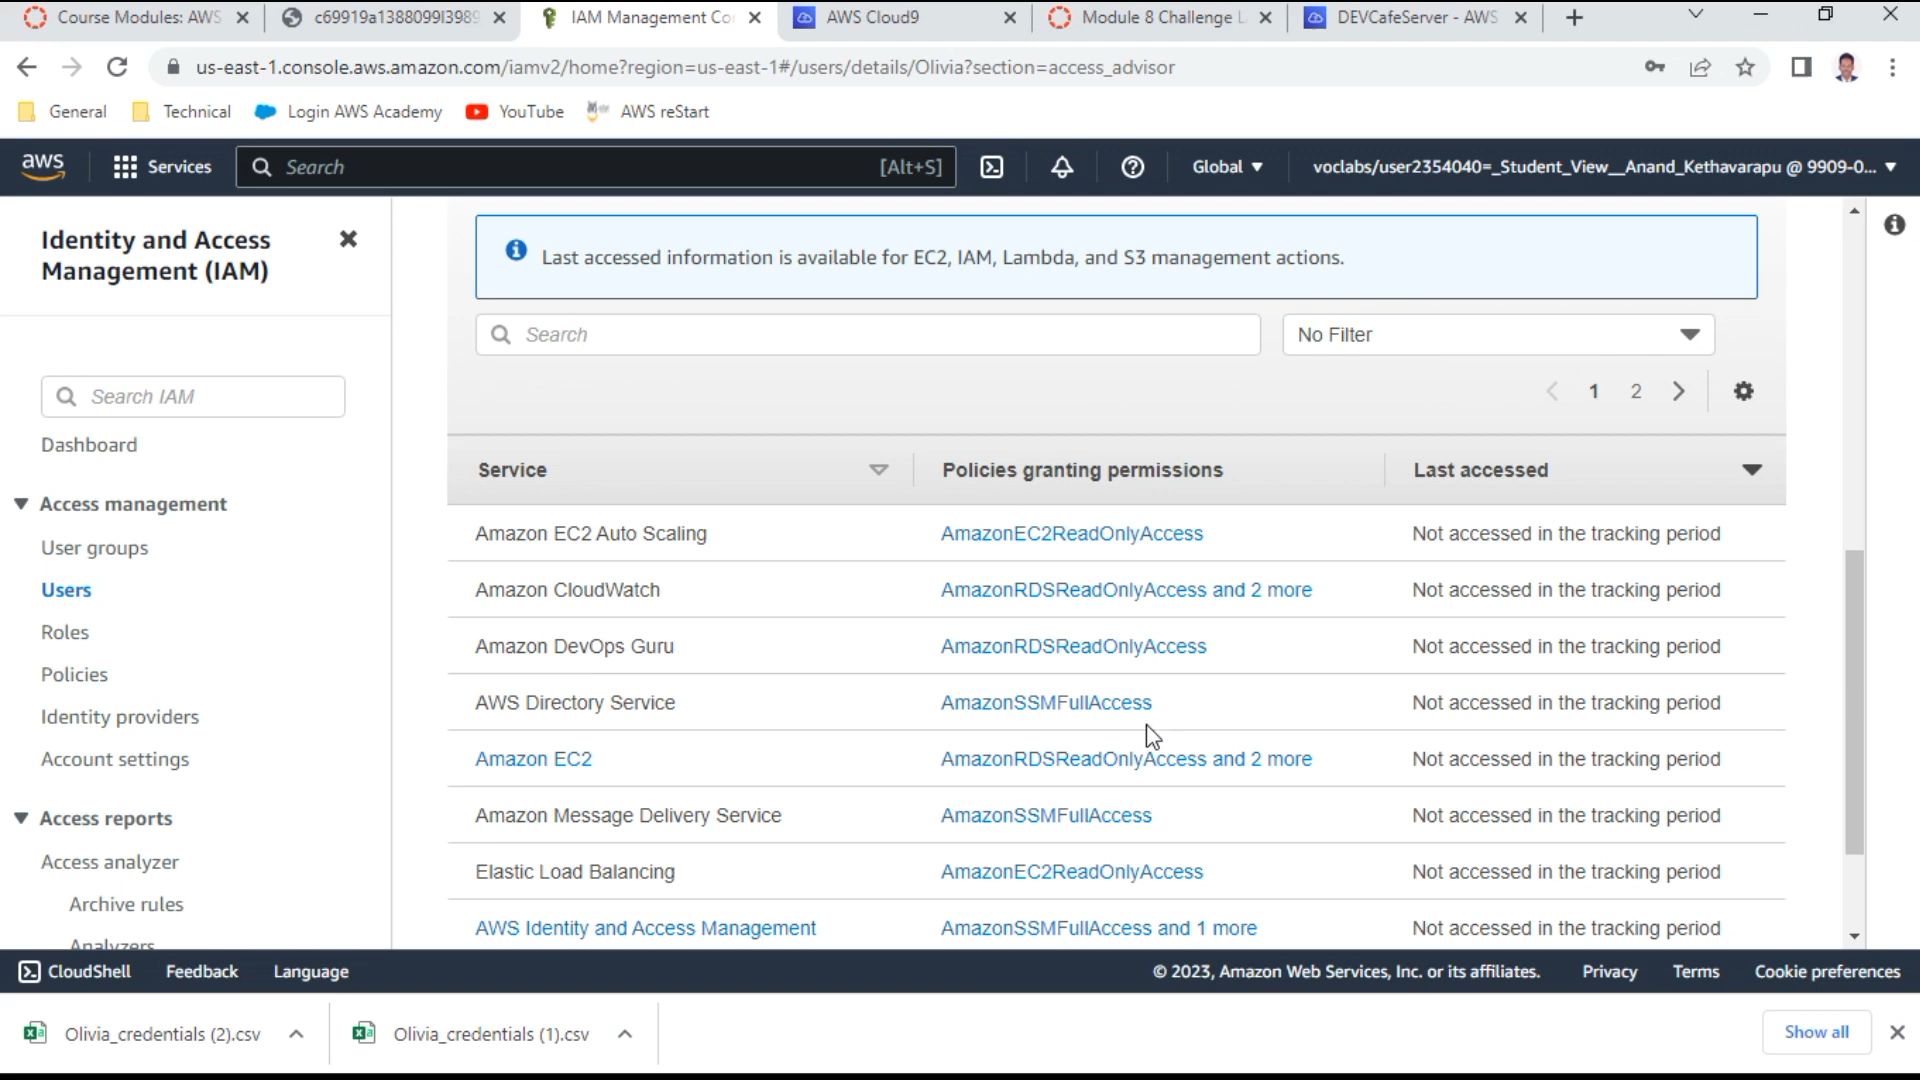 Course Modules: AWS
c69919a1388099l3989
IAM Management Co
AWS Cloud9
Module 8 Challenge L
DEVCafeServer - AWS
us-east-1.console.aws.amazon.com/iamv2/home?region=us-east-1#/users/details/Olivia?section=access_advisor
General
Technical
Login AWS Academy
YouTube
AWS reStart
aws
Services
Search
[Alt+S]
Global
voclabs/user2354040=_Student_View__Anand_Kethavarapu @ 9909-0...
Identity and Access
Management (IAM)
Search IAM
Dashboard
Access management
User groups
Users
Roles
Policies
Identity providers
Account settings
Access reports
Access analyzer
Archive rules
Analyzers
Last accessed information is available for EC2, IAM, Lambda, and S3 management actions.
Search
No Filter
1 2
Service Policies granting permissions Last accessed
Amazon EC2 Auto Scaling AmazonEC2ReadOnlyAccess Not accessed in the tracking period
Amazon CloudWatch AmazonRDSReadOnlyAccess and 2 more Not accessed in the tracking period
Amazon DevOps Guru AmazonRDSReadOnlyAccess Not accessed in the tracking period
AWS Directory Service AmazonSSMFullAccess Not accessed in the tracking period
Amazon EC2 AmazonRDSReadOnlyAccess and 2 more Not accessed in the tracking period
Amazon Message Delivery Service AmazonSSMFullAccess Not accessed in the tracking period
Elastic Load Balancing AmazonEC2ReadOnlyAccess Not accessed in the tracking period
AWS Identity and Access Management AmazonSSMFullAccess and 1 more Not accessed in the tracking period
CloudShell Feedback Language © 2023, Amazon Web Services, Inc. or its affiliates. Privacy Terms Cookie preferences
Olivia_credentials (2).csv
Olivia_credentials (1).csv
Show all